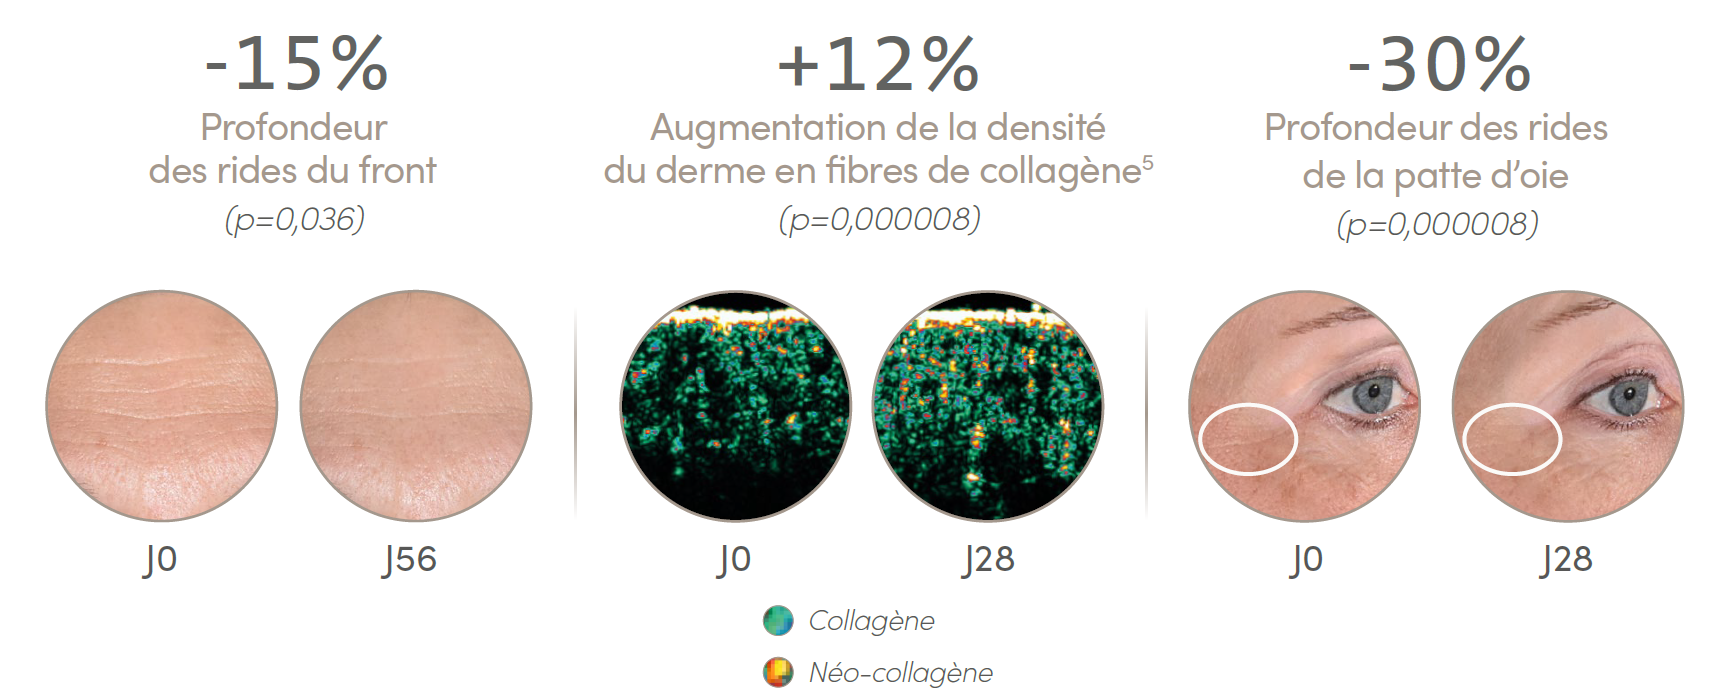 -15%
Profondeur
des rides du front
(p=0,036)
J0
J56
+12%
Augmentation de la densité
du derme en fibres de collagène⁵
(p=0,000008)
J0
J28
Collagène
Néo-collagène
-30%
Profondeur des rides
de la patte d’oie
(p=0,000008)
J0
J28